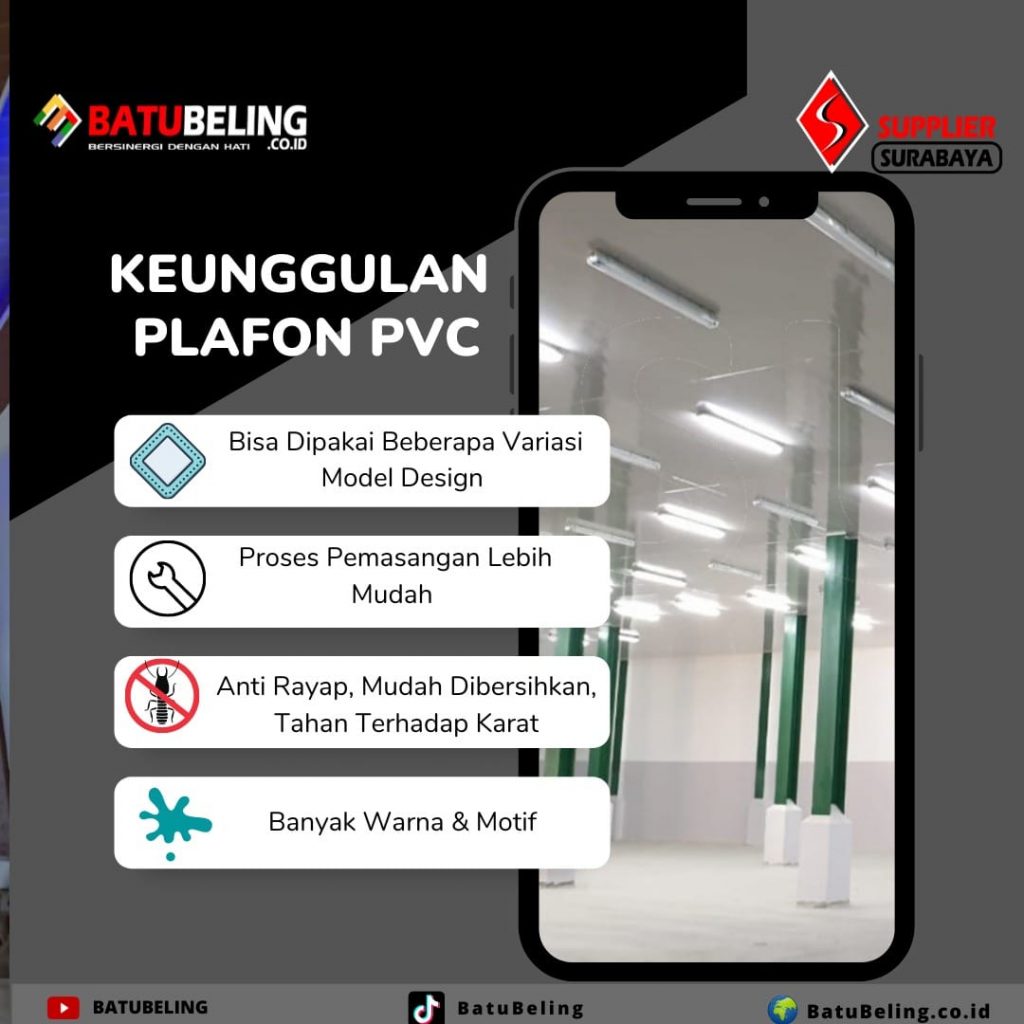 BATUBELING
BERSINERGI DENGAN HATI .CO.ID
SUPPLIER
SURABAYA
KEUNGGULAN
PLAFON PVC
Bisa Dipakai Beberapa Variasi
Model Design
Proses Pemasangan Lebih
Mudah
Anti Rayap, Mudah Dibersihkan,
Tahan Terhadap Karat
Banyak Warna & Motif
BATUBELING
BatuBeling
BatuBeling.co.id